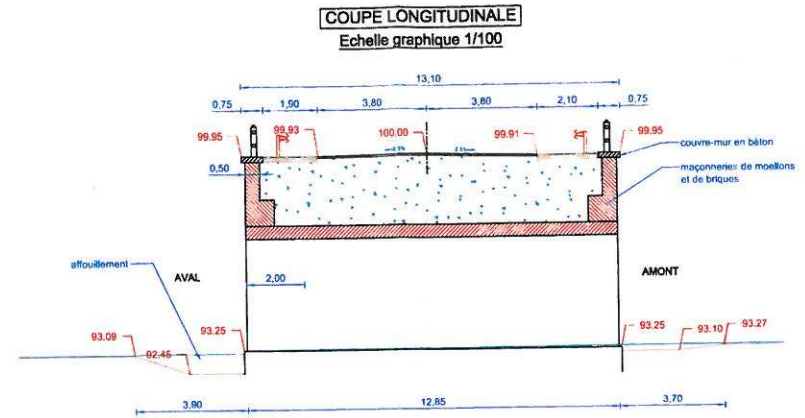 COUPE LONGITUDINALE
Echelle graphique 1/100
13,10
0,75 1,90 3,80 3,80 2,10 0,75
99.95 99.93 100.00 99.91 99.95
couvre-mur en béton
0,50
maçonneries de moellons
et de briques
affouillement
AVAL
2,00
AMONT
93.09 92.45 93.25 93.25 93.10 93.27
3,90 12,85 3,70